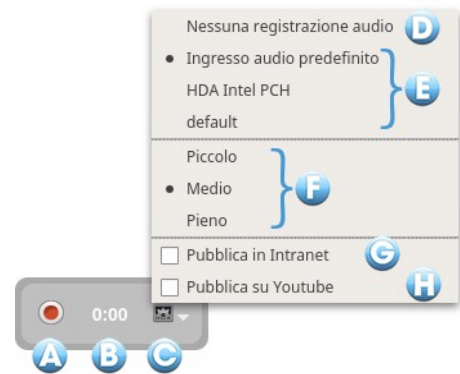 Nessuna registrazione audio D
Ingresso audio predefinito
HDA Intel PCH E
default
Piccolo
Medio F
Pieno
Pubblica in Intranet G
Pubblica su Youtube H
0:00
A B C